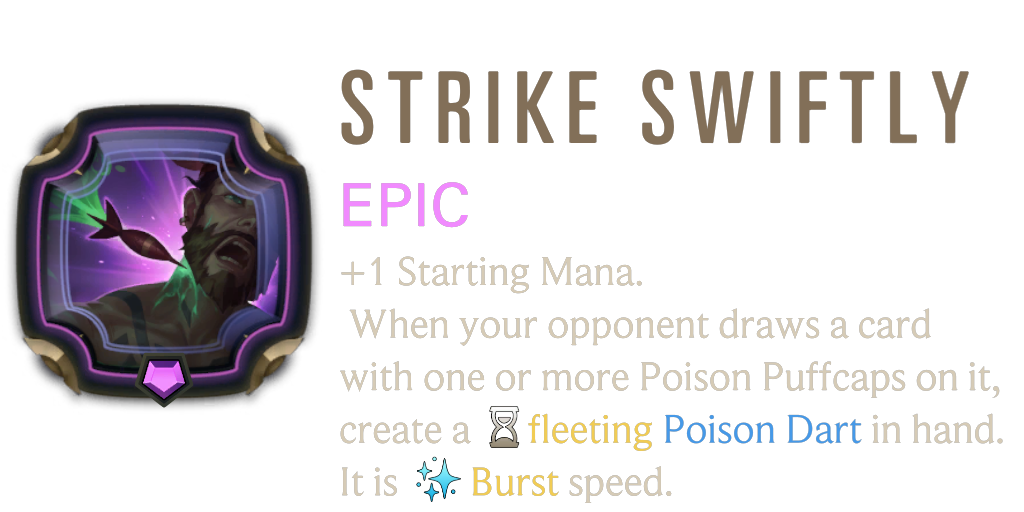 STRIKE SWIFTLY
EPIC
+1 Starting Mana.
When your opponent draws a card
with one or more Poison Puffcaps on it,
create a fleeting Poison Dart in hand.
It is Burst speed.